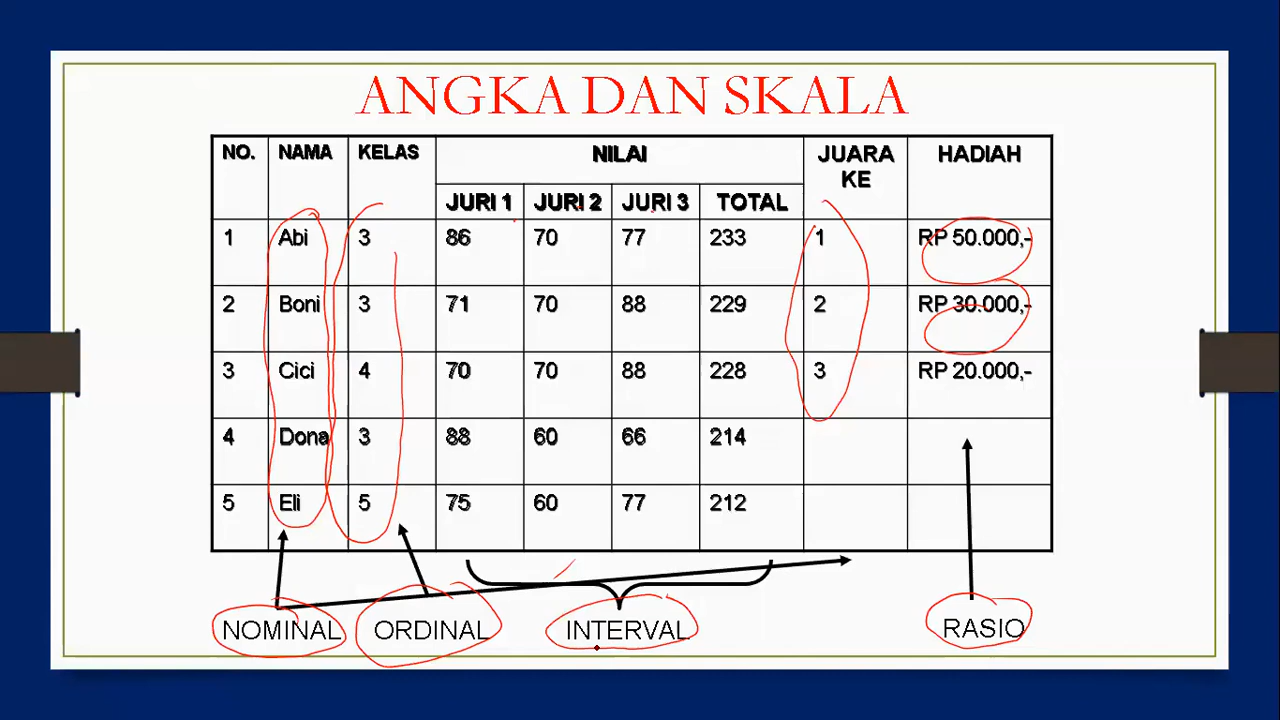 ANGKA DAN SKALA
NO. NAMA KELAS NILAI JUARA KE HADIAH
JURI 1 JURI 2 JURI 3 TOTAL
1 Abi 3 86 70 77 233 1 RP 50.000,-
2 Boni 3 71 70 88 229 2 RP 30.000,-
3 Cici 4 70 70 88 228 3 RP 20.000,-
4 Dona 3 88 60 66 214
5 Eli 5 75 60 77 212
NOMINAL ORDINAL INTERVAL RASIO